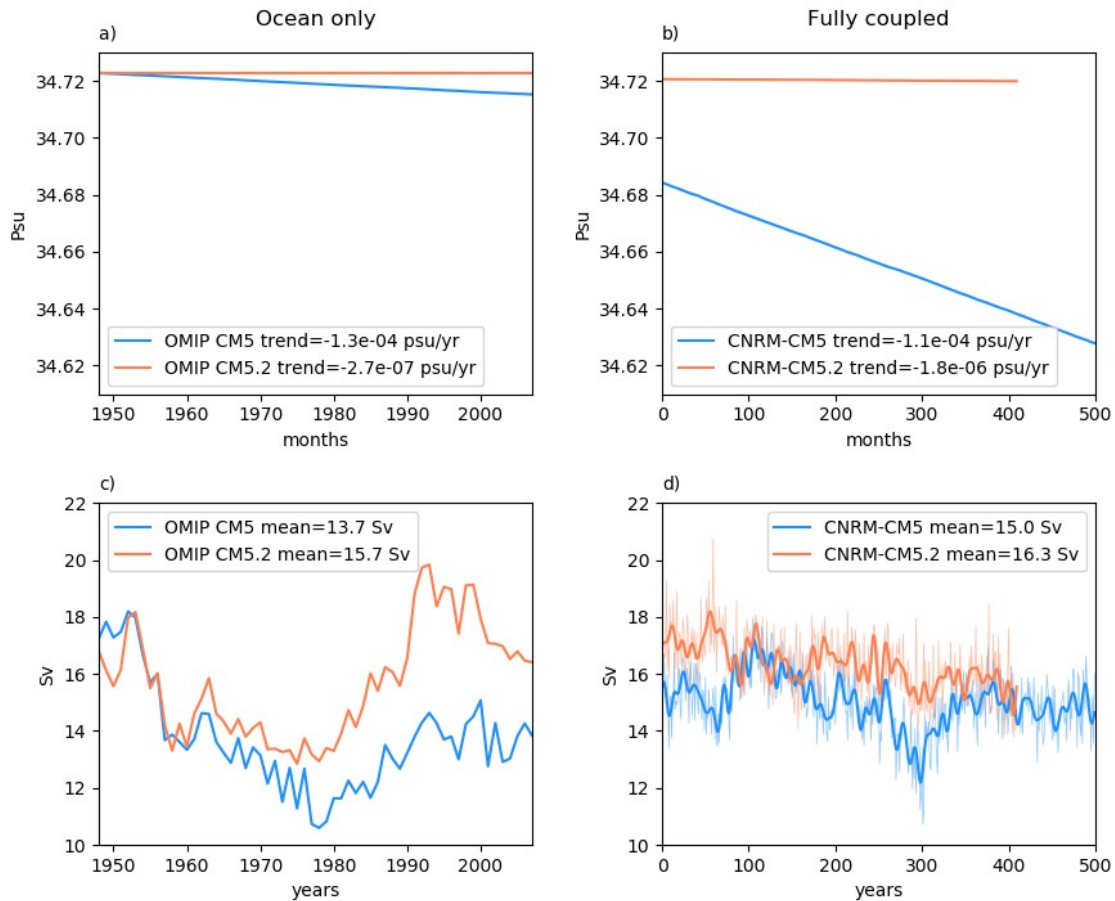 Ocean only
Fully coupled
a)
b)
34.72
34.70
34.68
34.66
34.64
34.62
Psu
OMIP CM5 trend=-1.3e-04 psu/yr
OMIP CM5.2 trend=-2.7e-07 psu/yr
1950 1960 1970 1980 1990 2000
months
34.72
34.70
34.68
34.66
34.64
34.62
Psu
CNRM-CM5 trend=-1.1e-04 psu/yr
CNRM-CM5.2 trend=-1.8e-06 psu/yr
0 100 200 300 400 500
months
c)
d)
22
20
18
16
14
12
10
Sv
OMIP CM5 mean=13.7 Sv
OMIP CM5.2 mean=15.7 Sv
1950 1960 1970 1980 1990 2000
years
22
20
18
16
14
12
10
Sv
CNRM-CM5 mean=15.0 Sv
CNRM-CM5.2 mean=16.3 Sv
0 100 200 300 400 500
years